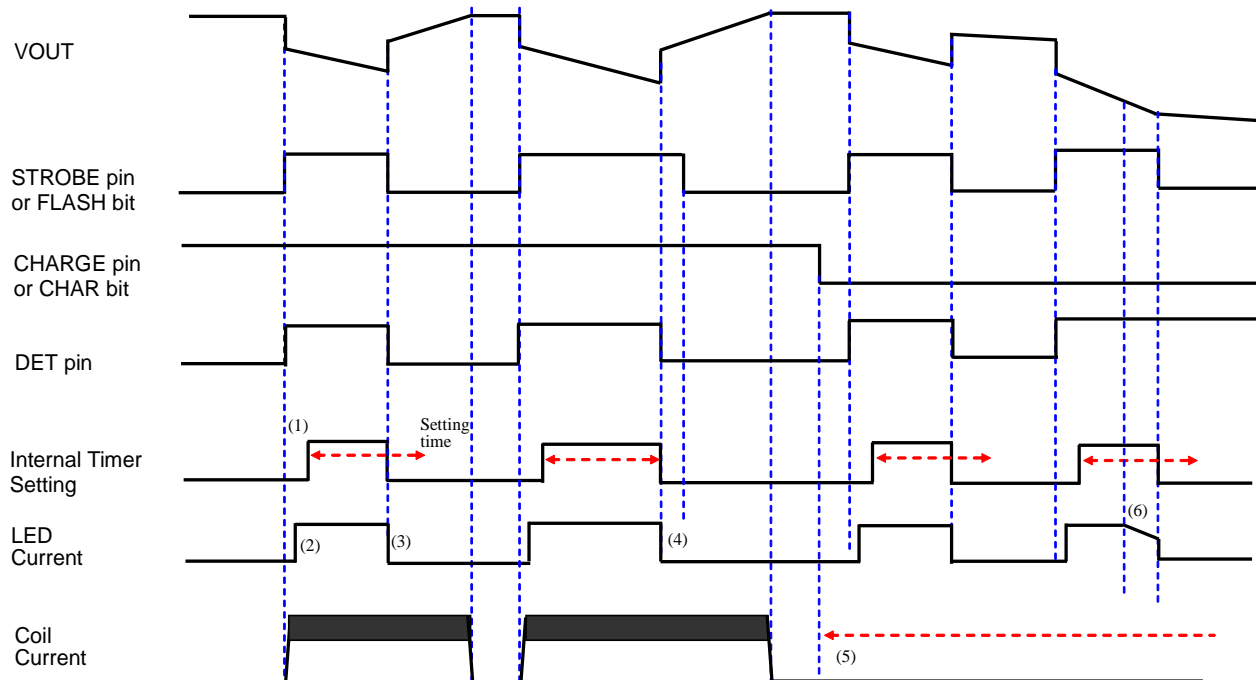 VOUT
STROBE pin
or FLASH bit
CHARGE pin
or CHAR bit
DET pin
(1)
Setting
time
Internal Timer
Setting
LED
Current
(2)
(3)
(4)
(6)
Coil
Current
(5)